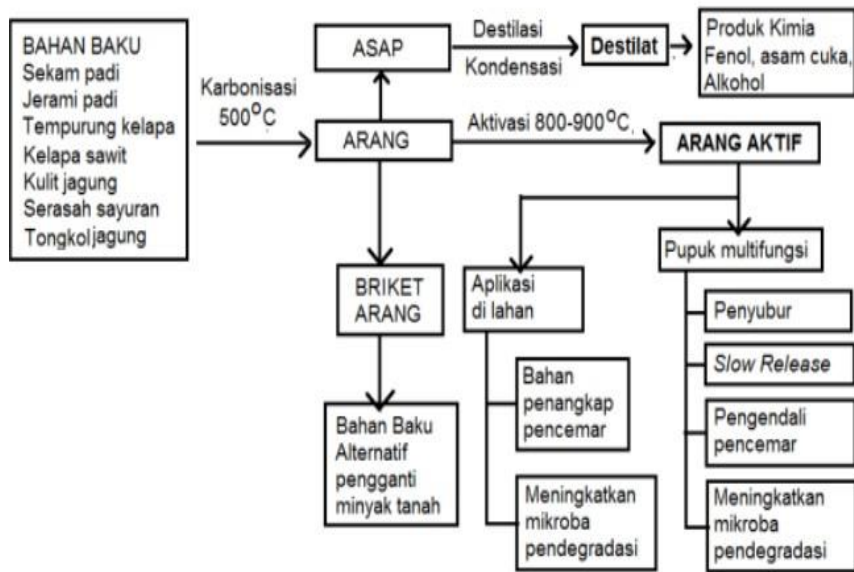 BAHAN BAKU
Sekam padi
Jerami padi
Tempurung kelapa
Kelapa sawit
Kulit jagung
Serasah sayuran
Tongkol jagung
Karbonisasi
500°C
ASAP
ARANG
Destilasi
Kondensasi
Destilat
Produk Kimia
Fenol, asam cuka,
Alkohol
Aktivasi 800-900°C
ARANG AKTIF
BRIKET
ARANG
Bahan Baku
Alternatif
pengganti
minyak tanah
Aplikasi
di lahan
Bahan
penangkap
pencemar
Meningkatkan
mikroba
pendegradasi
Pupuk multifungsi
Penyubur
Slow Release
Pengendali
pencemar
Meningkatkan
mikroba
pendegradasi